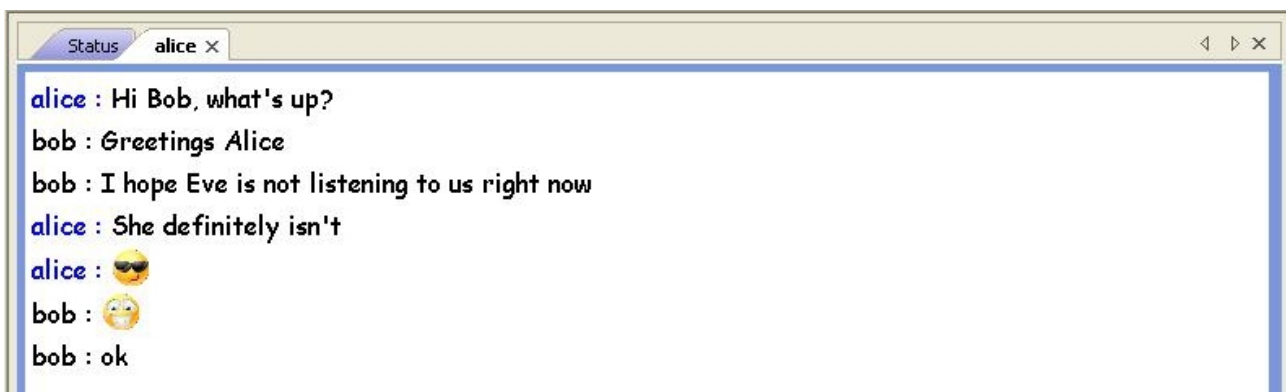 Status alice
alice : Hi Bob, what's up?
bob : Greetings Alice
bob : I hope Eve is not listening to us right now
alice : She definitely isn't
alice :
bob :
bob : ok